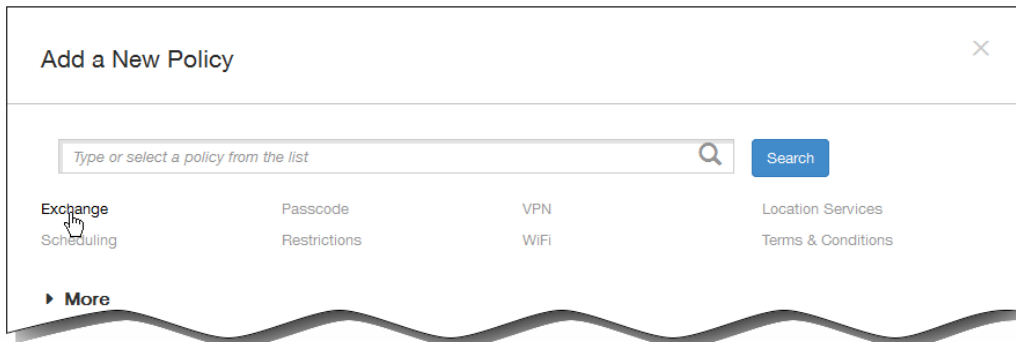 Add a New Policy
Type or select a policy from the list
Search
Exchange Passcode VPN Location Services
Scheduling Restrictions WiFi Terms & Conditions
More